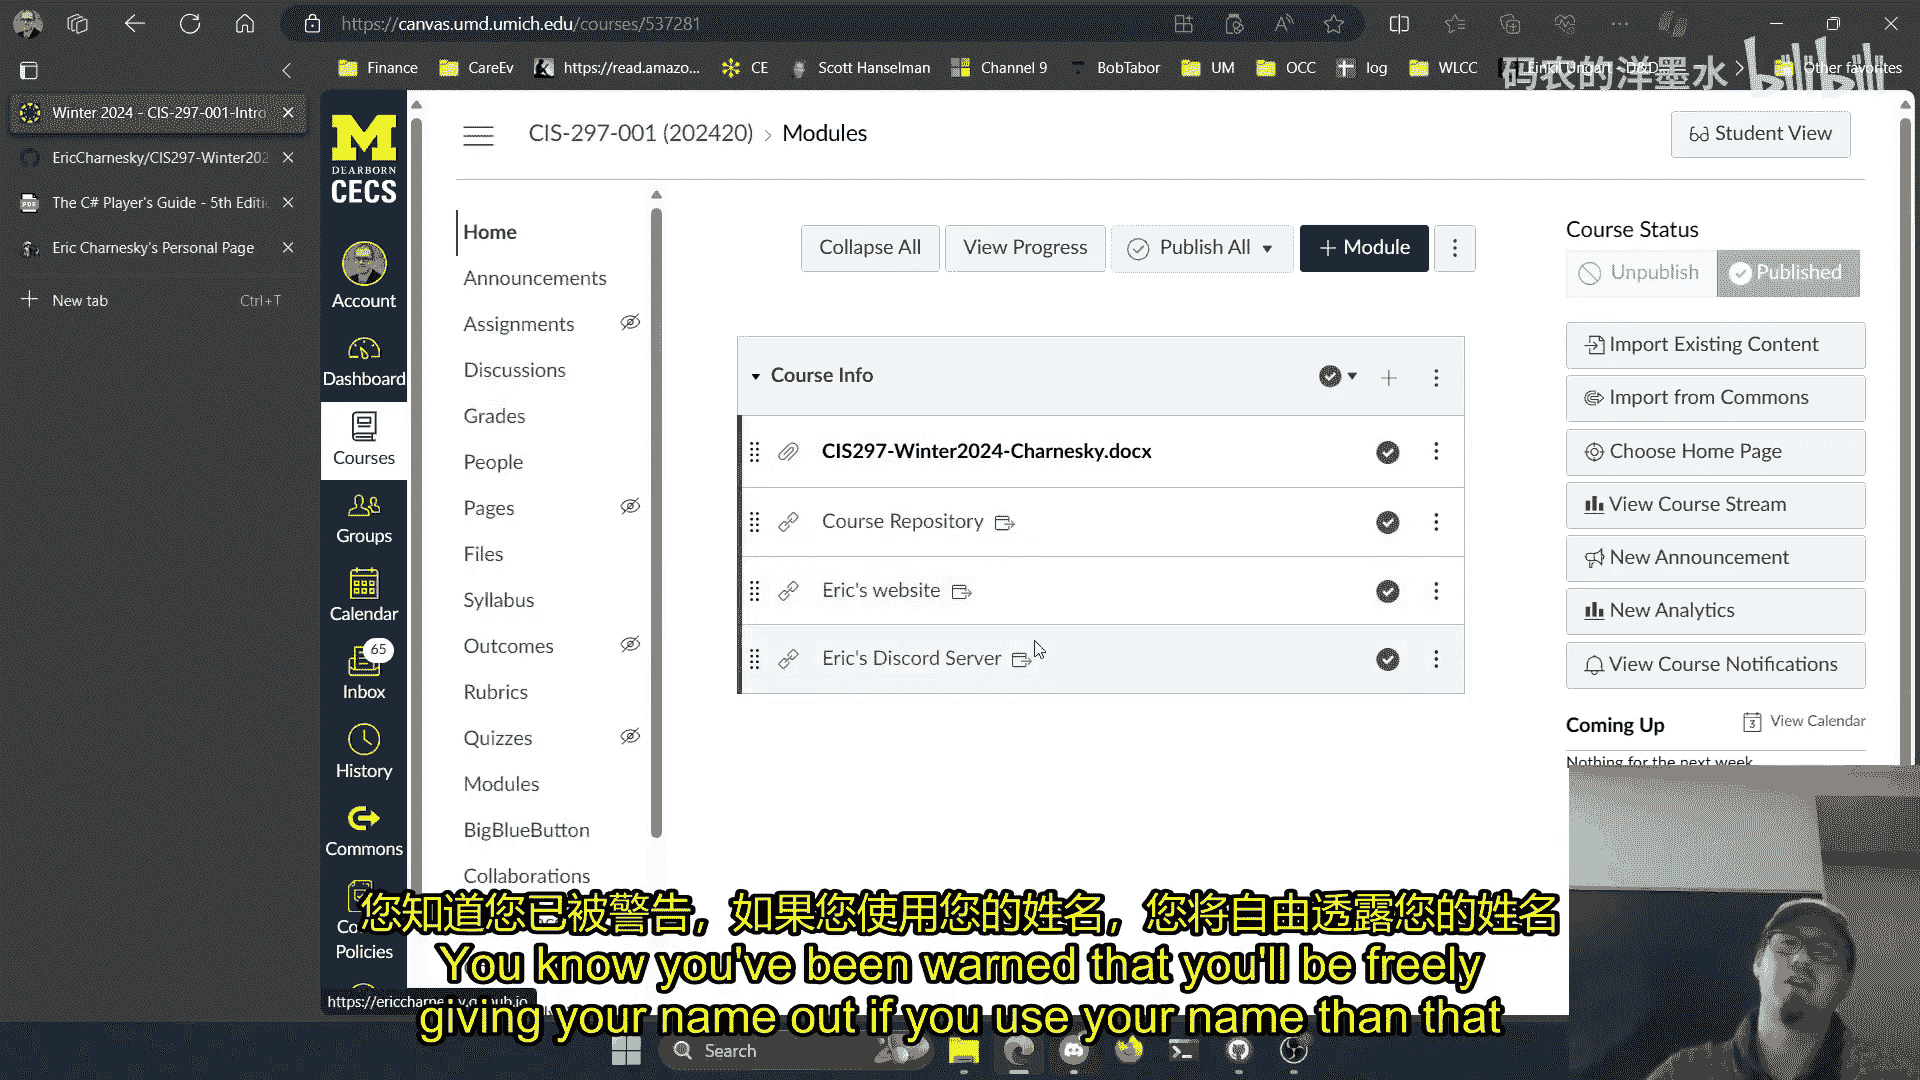 https://canvas.umd.umich.edu/courses/537281
Finance
CareEv
https://read.amazo...
CE
Scott Hanselman
Channel 9
BobTabor
UM
OCC
log
WLCC
Other favorites
码农的洋墨水
bilibili
Winter 2024 - CIS-297-001-Intro
EricCharnesky/CIS297-Winter202
The C# Player's Guide - 5th Editi
Eric Charnesky's Personal Page
New tab
Ctrl+T
M
DEARBORN
CECS
Account
Dashboard
Courses
Groups
Calendar
65
Inbox
History
Commons
Policies
CIS-297-001 (202420) > Modules
Student View
Home
Announcements
Assignments
Discussions
Grades
People
Pages
Files
Syllabus
Outcomes
Rubrics
Quizzes
Modules
BigBlueButton
Collaborations
Collapse All
View Progress
Publish All
+ Module
Course Info
CIS297-Winter2024-Charnesky.docx
Course Repository
Eric's website
Eric's Discord Server
Course Status
Unpublish
Published
Import Existing Content
Import from Commons
Choose Home Page
View Course Stream
New Announcement
New Analytics
View Course Notifications
Coming Up
3
View Calendar
Nothing for the next week
您知道您已被警告，如果您使用您的姓名，您将自由透露您的姓名
You know you've been warned that you'll be freely
giving your name out if you use your name than that
Search